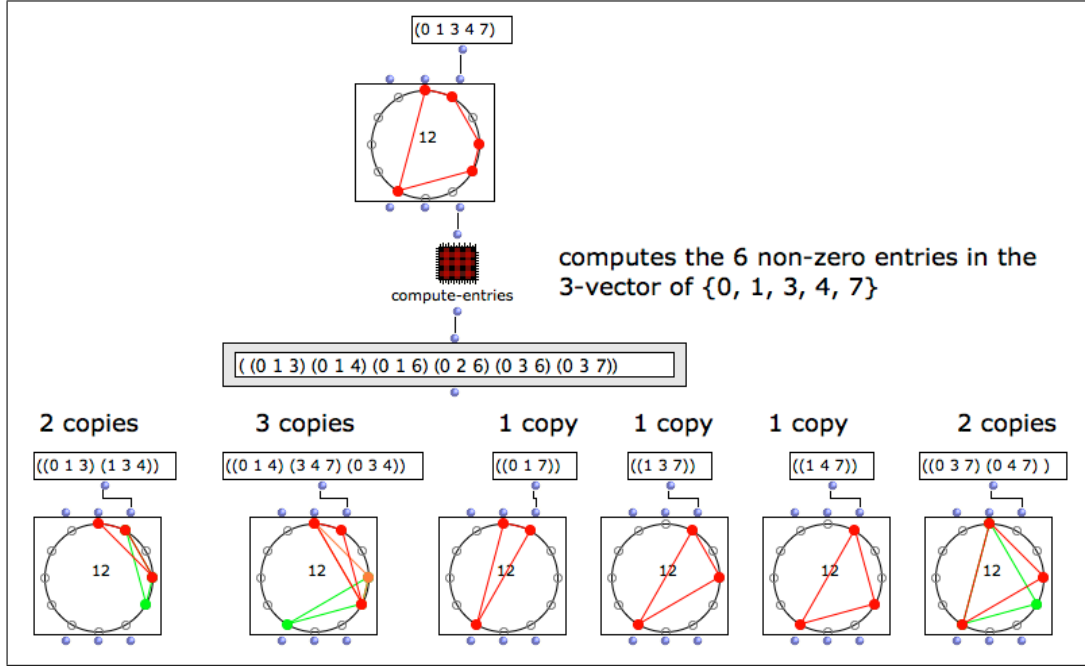 (0 1 3 4 7)
12
computes the 6 non-zero entries in the
3-vector of {0, 1, 3, 4, 7}
compute-entries
( (0 1 3) (0 1 4) (0 1 6) (0 2 6) (0 3 6) (0 3 7))
2 copies
3 copies
1 copy
1 copy
1 copy
2 copies
((0 1 3) (1 3 4))
((0 1 4) (3 4 7) (0 3 4))
((0 1 7))
((1 3 7))
((1 4 7))
((0 3 7) (0 4 7) )
12
12
12
12
12
12